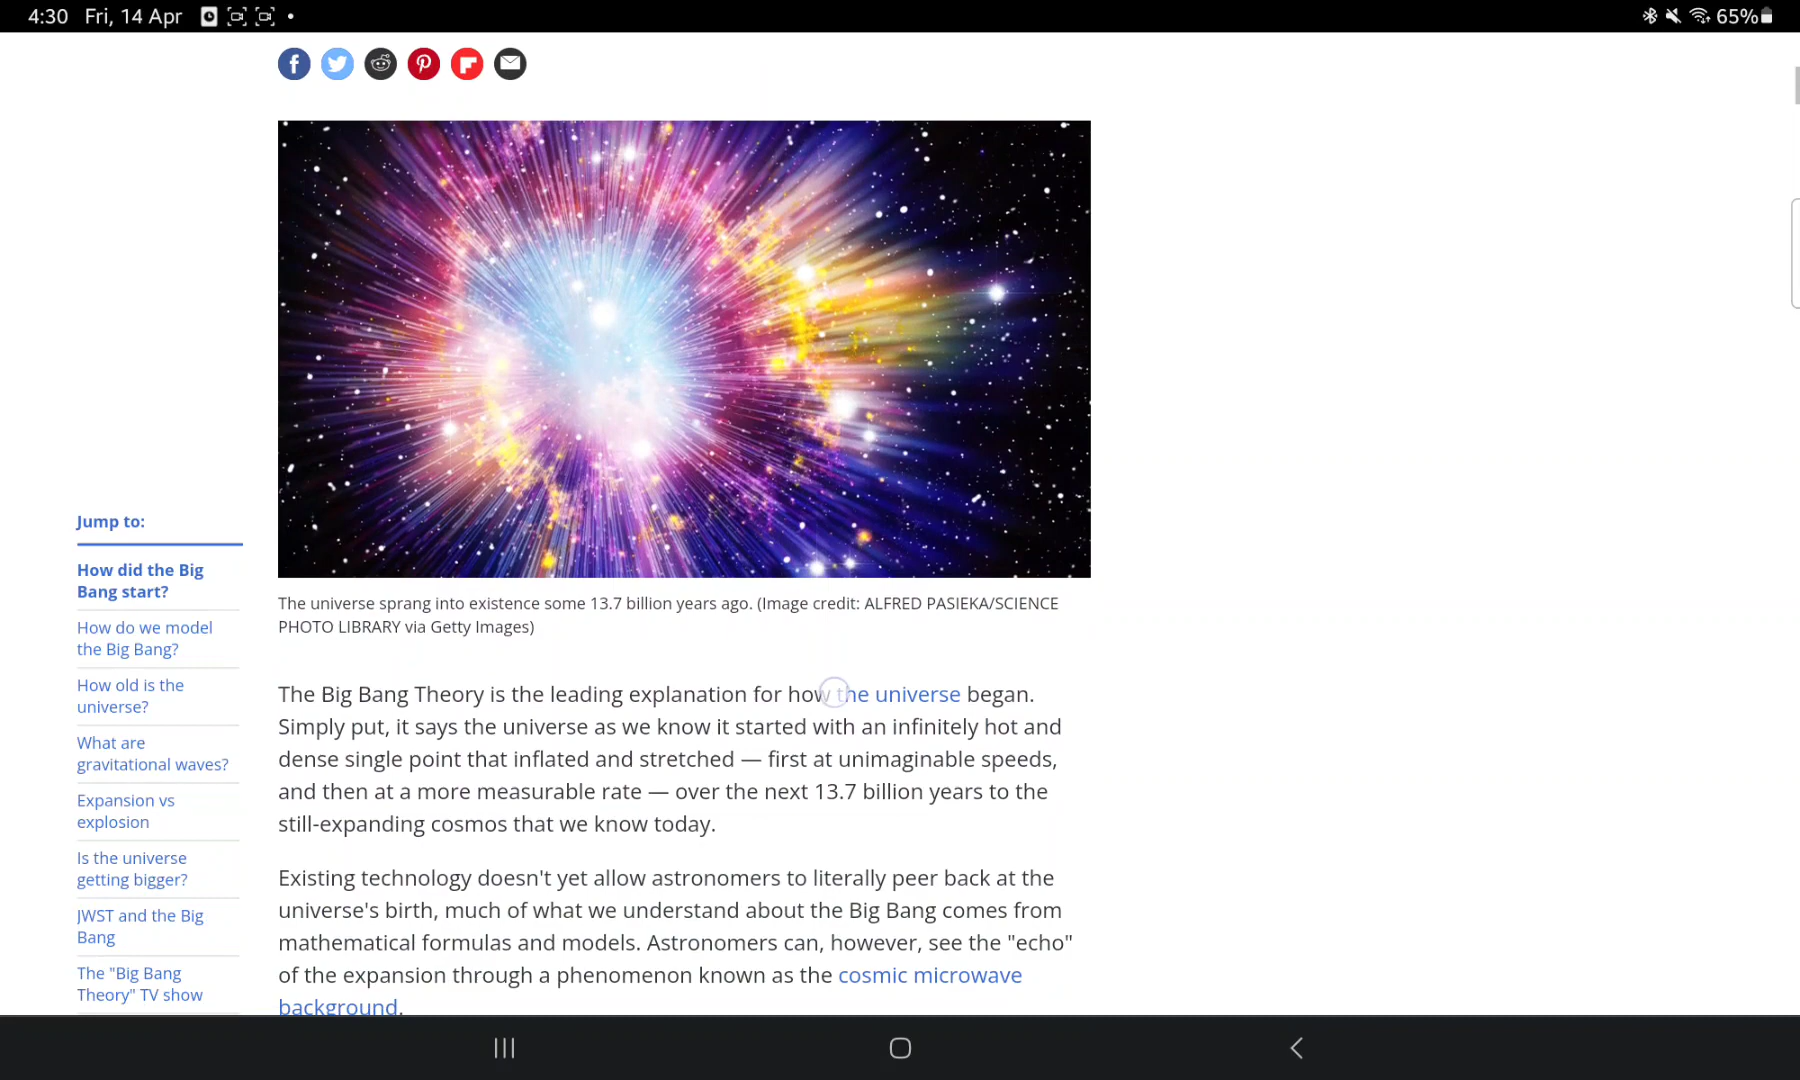 4:30 Fri, 14 Apr
65%
Jump to:
How did the Big
Bang start?
How do we model
the Big Bang?
How old is the
universe?
What are
gravitational waves?
Expansion vs
explosion
Is the universe
getting bigger?
JWST and the Big
Bang
The "Big Bang
Theory" TV show
The universe sprang into existence some 13.7 billion years ago. (Image credit: ALFRED PASIEKA/SCIENCE
PHOTO LIBRARY via Getty Images)
The Big Bang Theory is the leading explanation for how the universe began.
Simply put, it says the universe as we know it started with an infinitely hot and
dense single point that inflated and stretched — first at unimaginable speeds,
and then at a more measurable rate — over the next 13.7 billion years to the
still-expanding cosmos that we know today.
Existing technology doesn't yet allow astronomers to literally peer back at the
universe's birth, much of what we understand about the Big Bang comes from
mathematical formulas and models. Astronomers can, however, see the "echo"
of the expansion through a phenomenon known as the cosmic microwave
background.